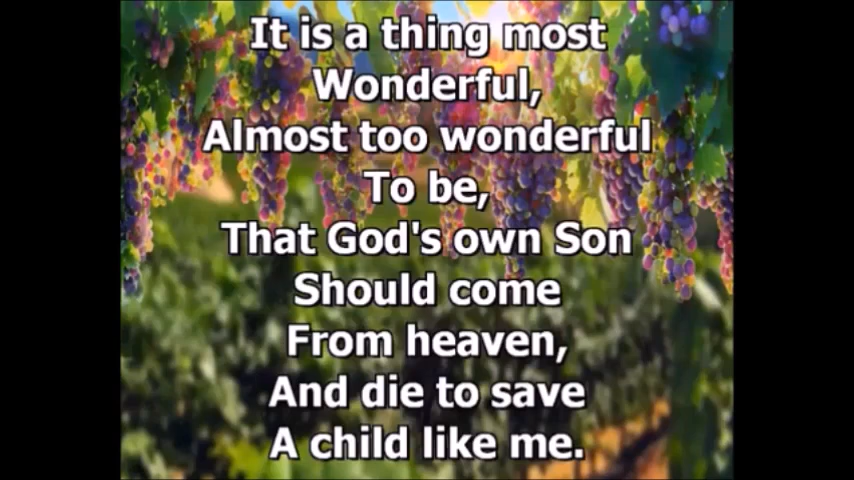 It is a thing most
Wonderful,
Almost too wonderful
To be,
That God's own Son
Should come
From heaven,
And die to save
A child like me.